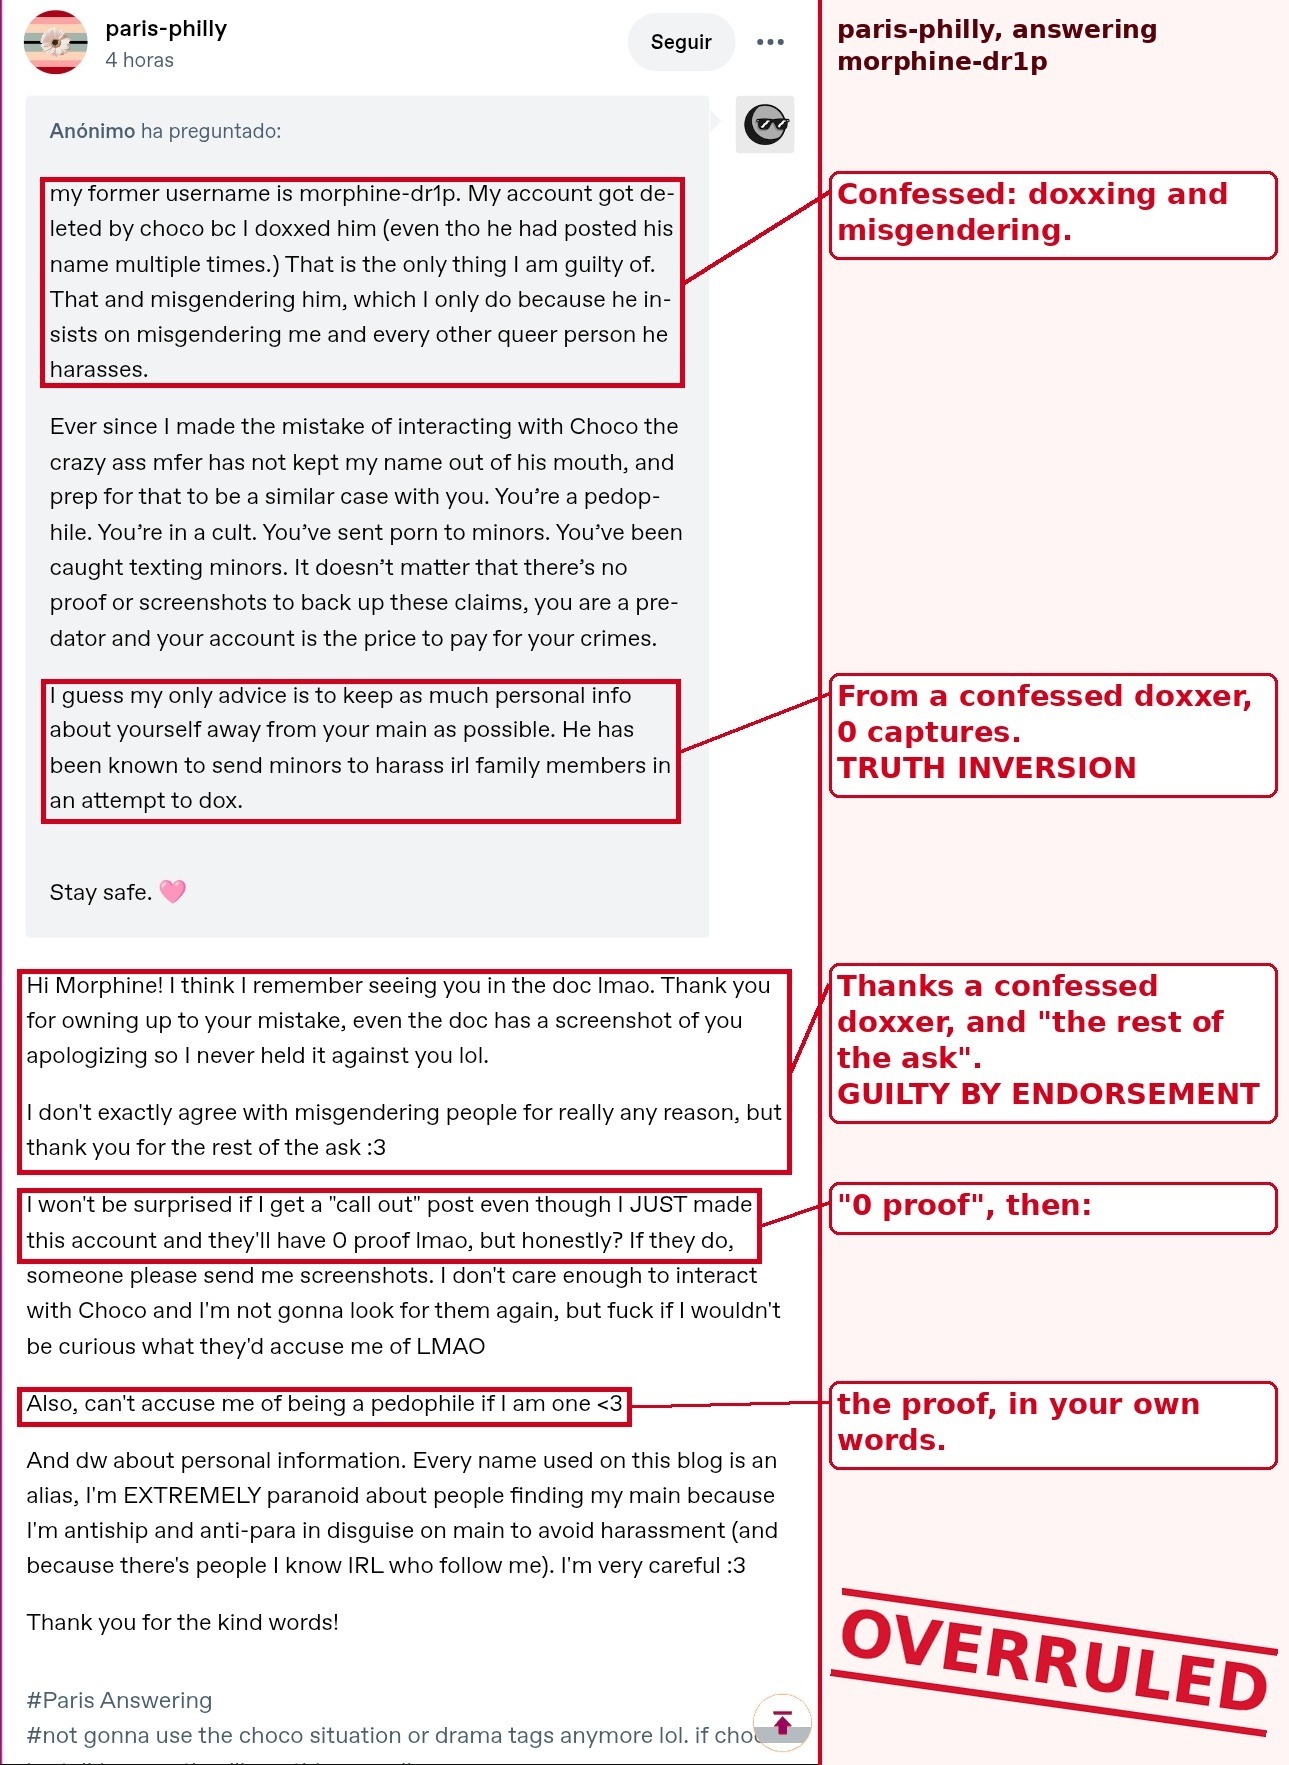 paris-philly
4 horas
Seguir
Anónimo ha preguntado:
my former username is morphine-dr1p. My account got de-
leted by choco bc I doxxed him (even tho he had posted his
name multiple times.) That is the only thing I am guilty of.
That and misgendering him, which I only do because he in-
sists on misgendering me and every other queer person he
harasses.
Ever since I made the mistake of interacting with Choco the
crazy ass mfer has not kept my name out of his mouth, and
prep for that to be a similar case with you. You’re a pedop-
hile. You’re in a cult. You’ve sent porn to minors. You’ve been
caught texting minors. It doesn’t matter that there’s no
proof or screenshots to back up these claims, you are a pre-
dator and your account is the price to pay for your crimes.
I guess my only advice is to keep as much personal info
about yourself away from your main as possible. He has
been known to send minors to harass irl family members in
an attempt to dox.
Stay safe. 🩷
Hi Morphine! I think I remember seeing you in the doc lmao. Thank you
for owning up to your mistake, even the doc has a screenshot of you
apologizing so I never held it against you lol.
I don't exactly agree with misgendering people for really any reason, but
thank you for the rest of the ask :3
I won't be surprised if I get a "call out" post even though I JUST made
this account and they'll have 0 proof lmao, but honestly? If they do,
someone please send me screenshots. I don't care enough to interact
with Choco and I'm not gonna look for them again, but fuck if I wouldn't
be curious what they'd accuse me of LMAO
Also, can't accuse me of being a pedophile if I am one <3
And dw about personal information. Every name used on this blog is an
alias, I'm EXTREMELY paranoid about people finding my main because
I'm antiship and anti-para in disguise on main to avoid harassment (and
because there's people I know IRL who follow me). I'm very careful :3
Thank you for the kind words!
#Paris Answering
#not gonna use the choco situation or drama tags anymore lol. if cho
paris-philly, answering
morphine-dr1p
Confessed: doxxing and
misgendering.
From a confessed doxxer,
0 captures.
TRUTH INVERSION
Thanks a confessed
doxxer, and "the rest of
the ask".
GUILTY BY ENDORSEMENT
"0 proof", then:
the proof, in your own
words.
OVERRULED